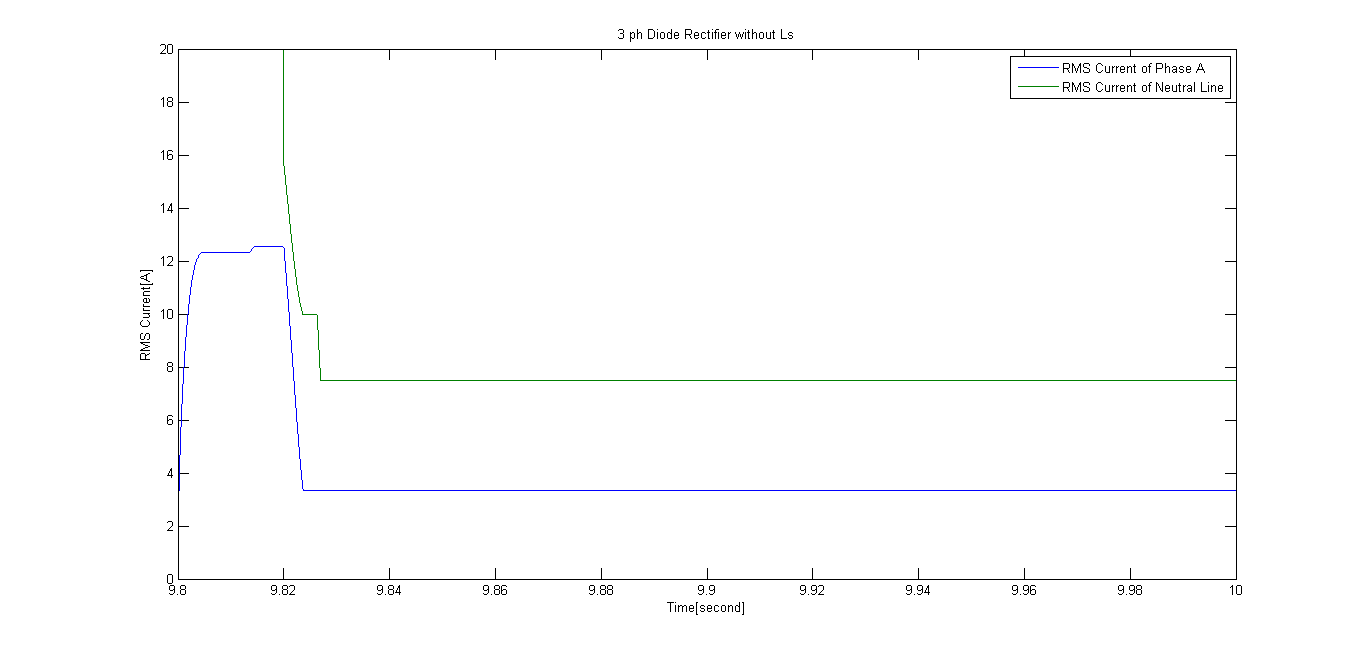 3 ph Diode Rectifier without Ls
RMS Current of Phase A
RMS Current of Neutral Line
20
18
16
14
12
10
8
6
4
2
0
RMS Current[A]
9.8 9.82 9.84 9.86 9.88 9.9 9.92 9.94 9.96 9.98 10
Time[second]